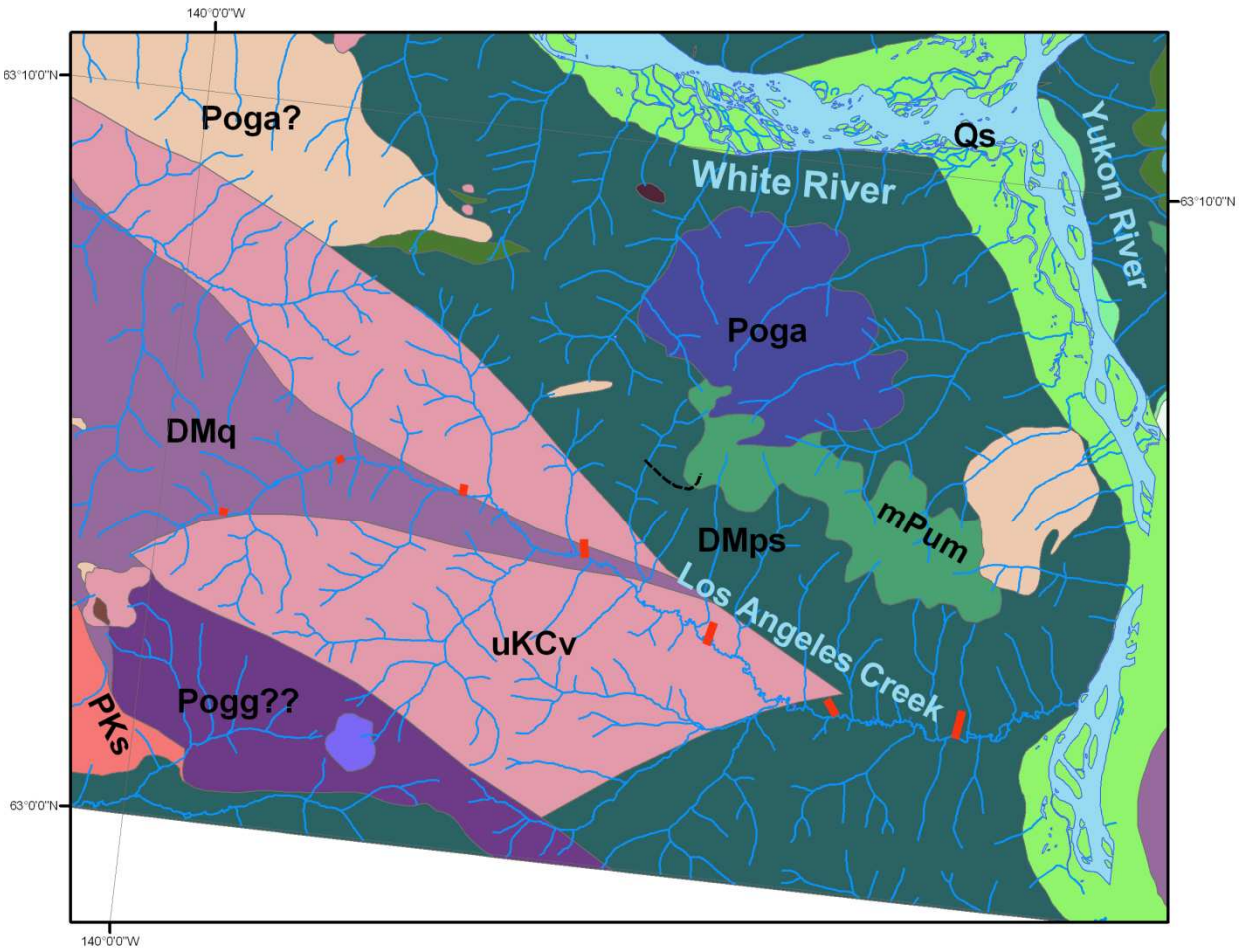 140°0'0"W
63°10'0"N
Poga?
Qs
Yukon River
White River
63°10'0"N
Poga
DMq
j
mPum
DMps
Los Angeles Creek
uKCv
Pogg??
PKs
63°0'0"N
140°0'0"W